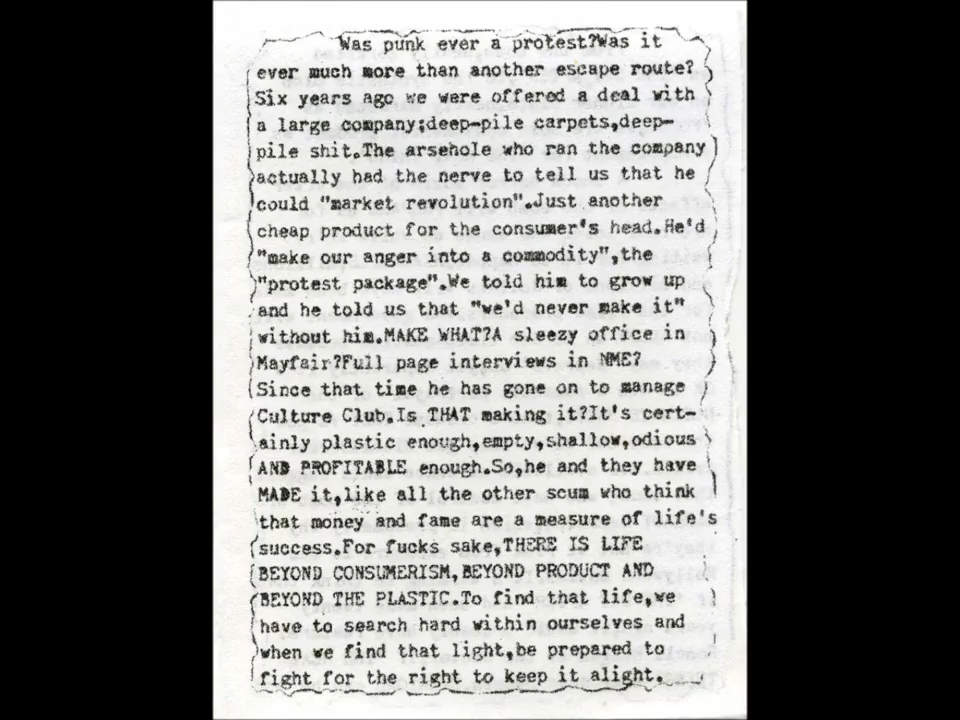 Was punk ever a protest?Was it
ever much more than another escape route?
Six years ago we were offered a deal with
a large company;deep-pile carpets,deep-
pile shit.The arsehole who ran the company
actually had the nerve to tell us that he
could "market revolution".Just another
cheap product for the consumer's head.He'd
"make our anger into a commodity",the
"protest package".We told him to grow up
and he told us that "we'd never make it"
without him.MAKE WHAT?A sleezy office in
Mayfair?Full page interviews in NME?
Since that time he has gone on to manage
Culture Club.Is THAT making it?It's cert-
ainly plastic enough,empty,shallow,odious
AND PROFITABLE enough.So,he and they have
MADE it,like all the other scum who think
that money and fame are a measure of life's
success.For fucks sake,THERE IS LIFE
BEYOND CONSUMERISM,BEYOND PRODUCT AND
BEYOND THE PLASTIC.To find that life,we
have to search hard within ourselves and
when we find that light,be prepared to
fight for the right to keep it alight.